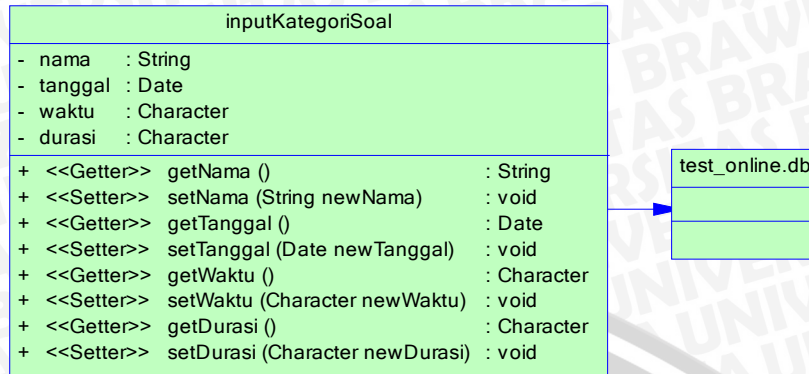 inputKategoriSoal
- nama : String
- tanggal : Date
- waktu : Character
- durasi : Character
+ <<Getter>> getNama () : String
+ <<Setter>> setNama (String newNama) : void
+ <<Getter>> getTanggal () : Date
+ <<Setter>> setTanggal (Date newTanggal) : void
+ <<Getter>> getWaktu () : Character
+ <<Setter>> setWaktu (Character newWaktu) : void
+ <<Getter>> getDurasi () : Character
+ <<Setter>> setDurasi (Character newDurasi) : void
test_online.db